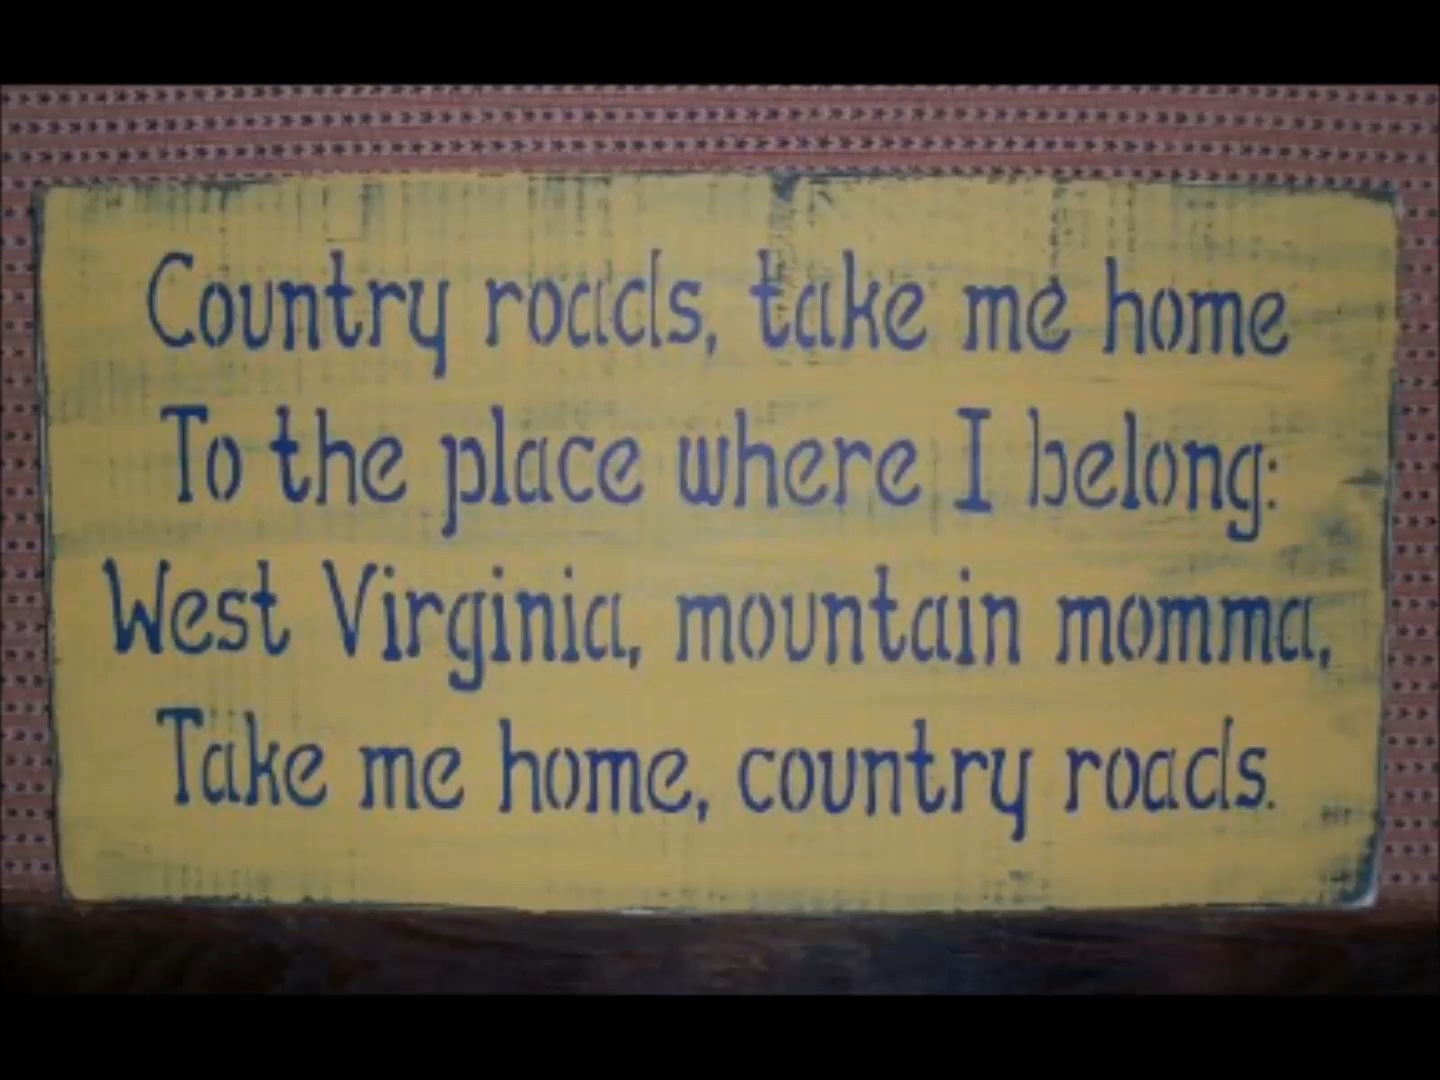 Country roads, take me home
To the place where I belong:
West Virginia, mountain momma,
Take me home, country roads.